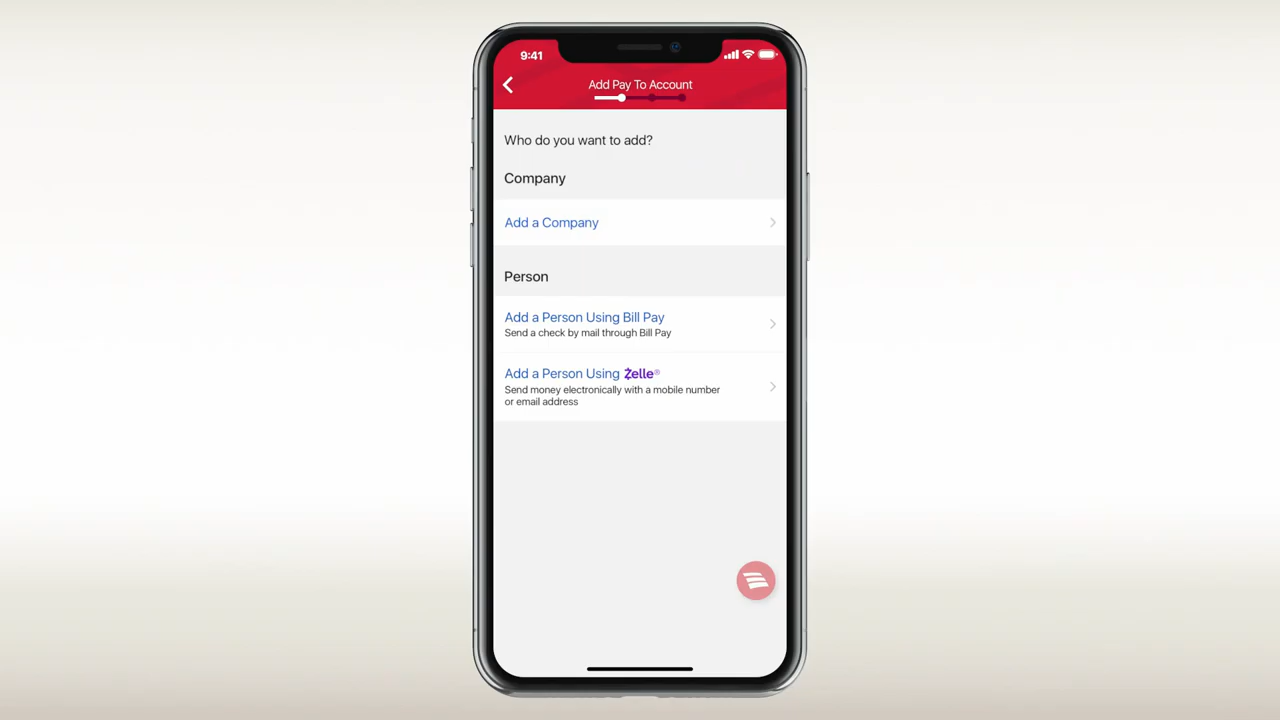 9:41
Add Pay To Account
Who do you want to add?
Company
Add a Company
Person
Add a Person Using Bill Pay
Send a check by mail through Bill Pay
Add a Person Using Zelle®
Send money electronically with a mobile number
or email address